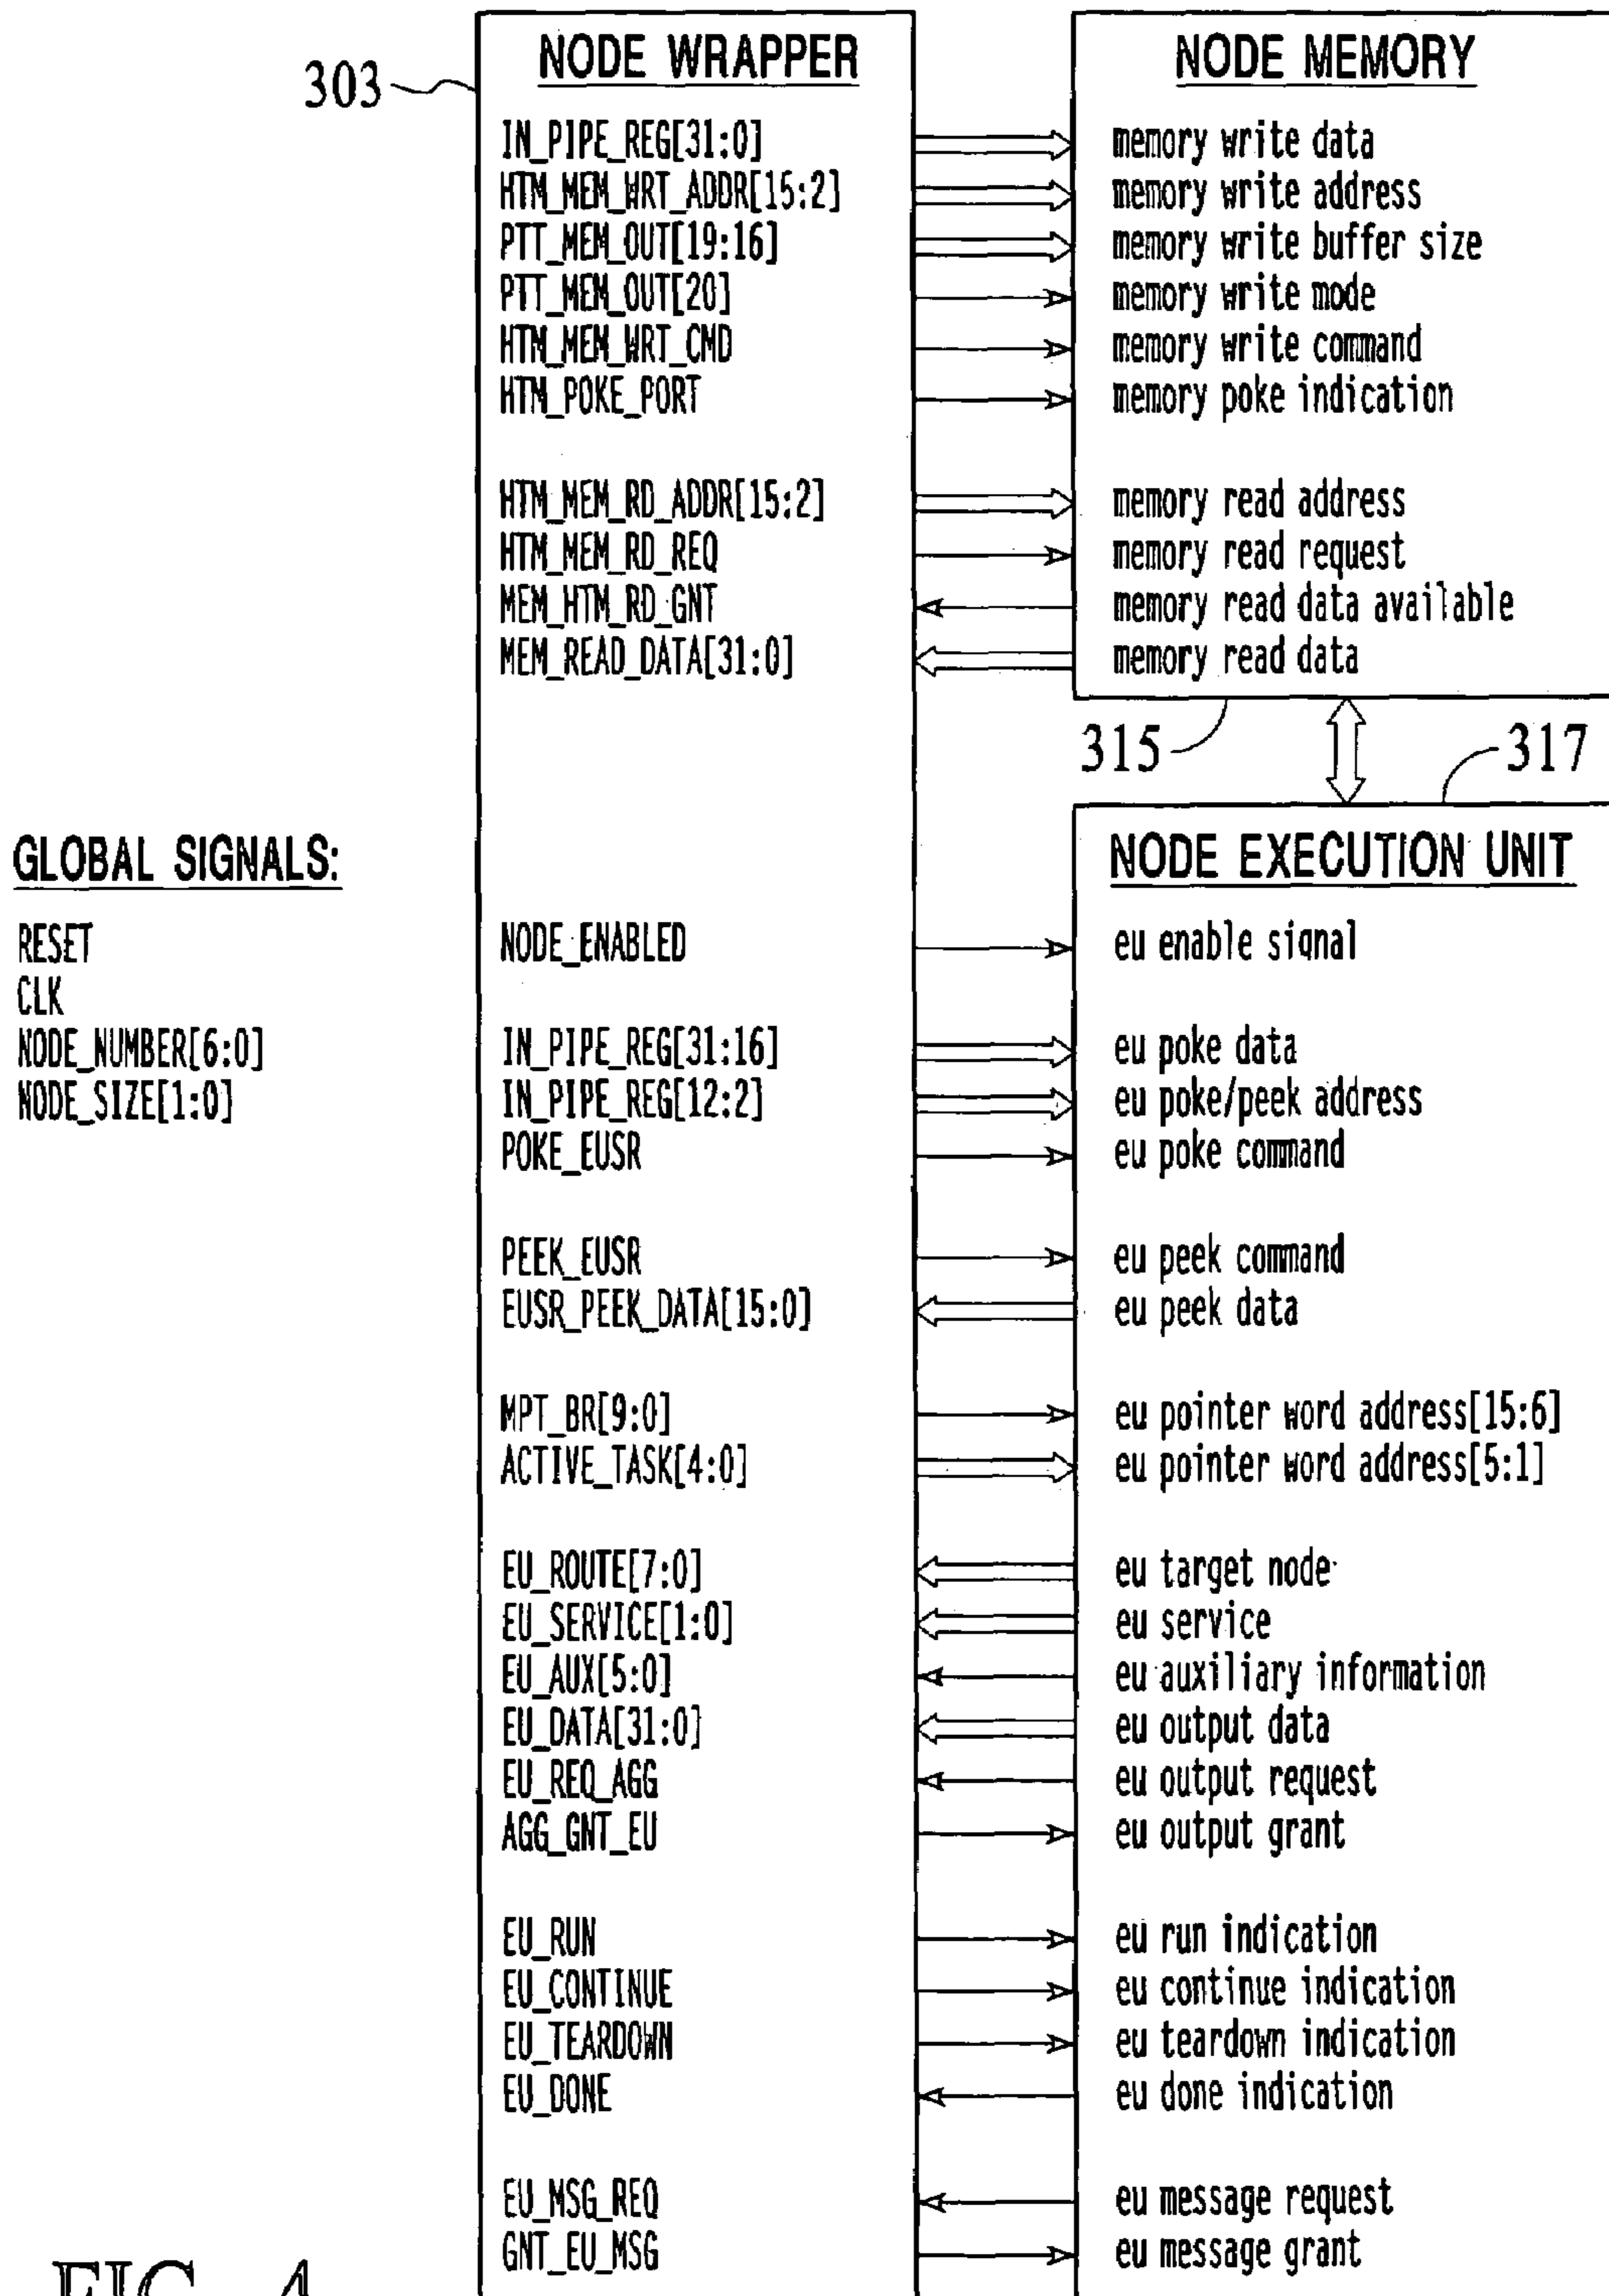 303
NODE WRAPPER
IN_PIPE_REG[31:0]
HTM_MEM_WRT_ADDR[15:2]
PTT_MEM_OUT[19:16]
PTT_MEM_OUT[20]
HTM_MEM_WRT_CMD
HTM_POKE_PORT
HTM_MEM_RD_ADDR[15:2]
HTM_MEM_RD_REQ
MEM_HTM_RD_GNT
MEM_READ_DATA[31:0]
NODE MEMORY
memory write data
memory write address
memory write buffer size
memory write mode
memory write command
memory poke indication
memory read address
memory read request
memory read data available
memory read data
315
317
GLOBAL SIGNALS:
RESET
CLK
NODE_NUMBER[6:0]
NODE_SIZE[1:0]
NODE_ENABLED
IN_PIPE_REG[31:16]
IN_PIPE_REG[12:2]
POKE_EUSR
PEEK_EUSR
EUSR_PEEK_DATA[15:0]
MPT_BR[9:0]
ACTIVE_TASK[4:0]
EU_ROUTE[7:0]
EU_SERVICE[1:0]
EU_AUX[5:0]
EU_DATA[31:0]
EU_REQ_AGG
AGG_GNT_EU
EU_RUN
EU_CONTINUE
EU_TEARDOWN
EU_DONE
EU_MSG_REQ
GNT_EU_MSG
NODE EXECUTION UNIT
eu enable signal
eu poke data
eu poke/peek address
eu poke command
eu peek command
eu peek data
eu pointer word address[15:6]
eu pointer word address[5:1]
eu target node
eu service
eu auxiliary information
eu output data
eu output request
eu output grant
eu run indication
eu continue indication
eu teardown indication
eu done indication
eu message request
eu message grant
FIG. 4